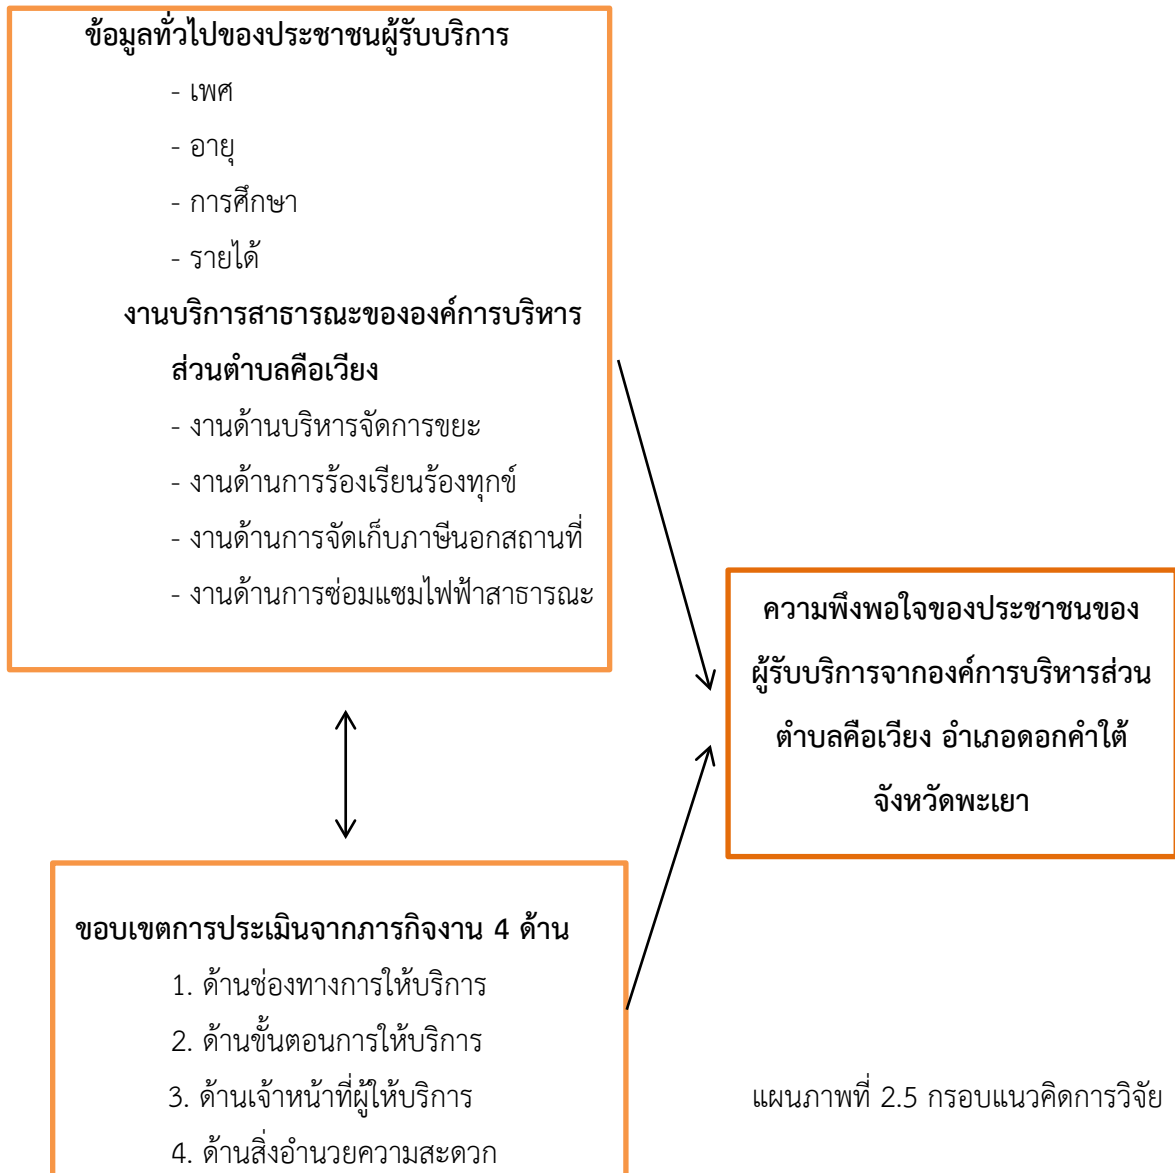 ข้อมูลทั่วไปของประชาชนผู้รับบริการ
- เพศ
- อายุ
- การศึกษา
- รายได้
งานบริการสาธารณะขององค์การบริหาร
ส่วนตำบลคือเวียง
- งานด้านบริหารจัดการขยะ
- งานด้านการร้องเรียนร้องทุกข์
- งานด้านการจัดเก็บภาษีนอกสถานที่
- งานด้านการซ่อมแซมไฟฟ้าสาธารณะ
ความพึงพอใจของประชาชนของ
ผู้รับบริการจากองค์การบริหารส่วน
ตำบลคือเวียง อำเภอดอกคำใต้
จังหวัดพะเยา
ขอบเขตการประเมินจากภารกิจงาน 4 ด้าน
1. ด้านช่องทางการให้บริการ
2. ด้านขั้นตอนการให้บริการ
3. ด้านเจ้าหน้าที่ผู้ให้บริการ
4. ด้านสิ่งอำนวยความสะดวก
แผนภาพที่ 2.5 กรอบแนวคิดการวิจัย